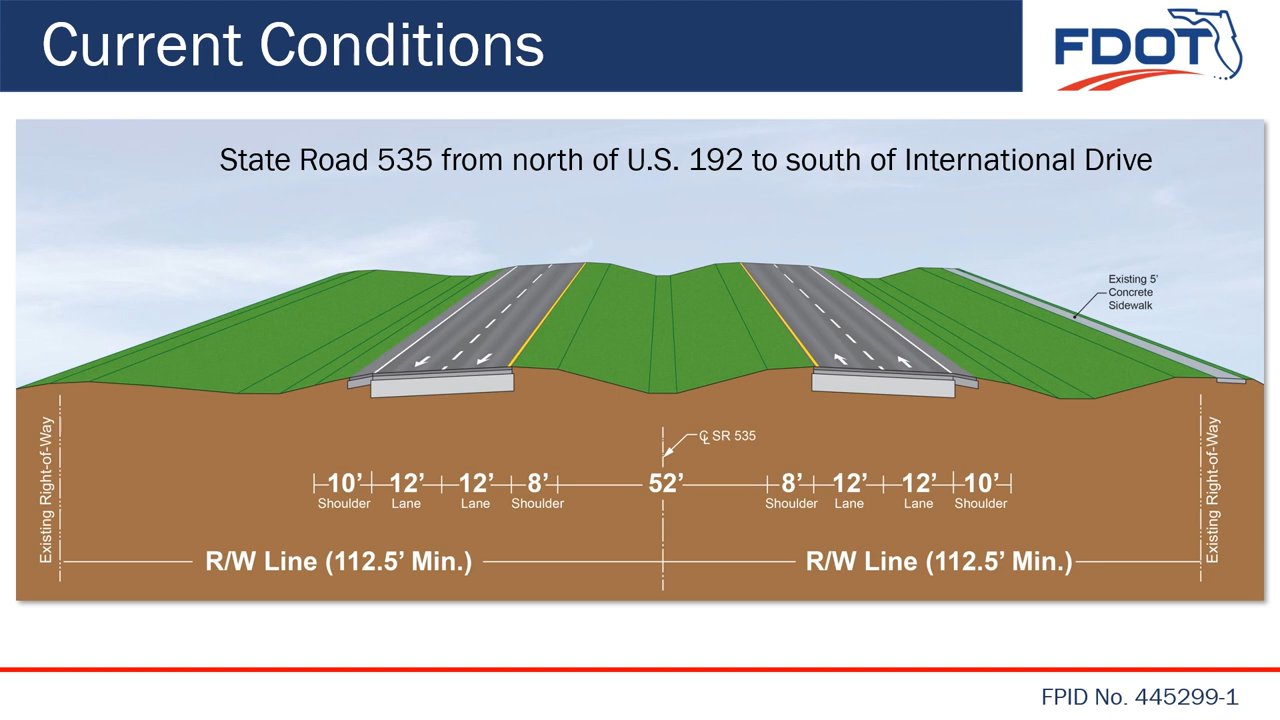 Current Conditions
FDOT
State Road 535 from north of U.S. 192 to south of International Drive
Existing 5’
Concrete
Sidewalk
℄ SR 535
Existing Right-of-Way
Existing Right-of-Way
10’ 12’ 12’ 8’ 52’ 8’ 12’ 12’ 10’
Shoulder Lane Lane Shoulder Shoulder Lane Lane Shoulder
R/W Line (112.5’ Min.) R/W Line (112.5’ Min.)
FPID No. 445299-1